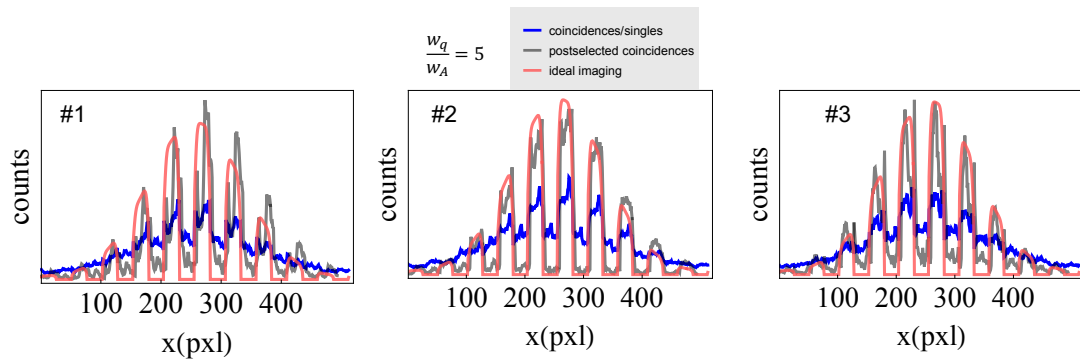 w_q/w_A = 5
coincidences/singles
postselected coincidences
ideal imaging
#1
counts
100 200 300 400
x(pxl)
#2
counts
100 200 300 400
x(pxl)
#3
counts
100 200 300 400
x(pxl)